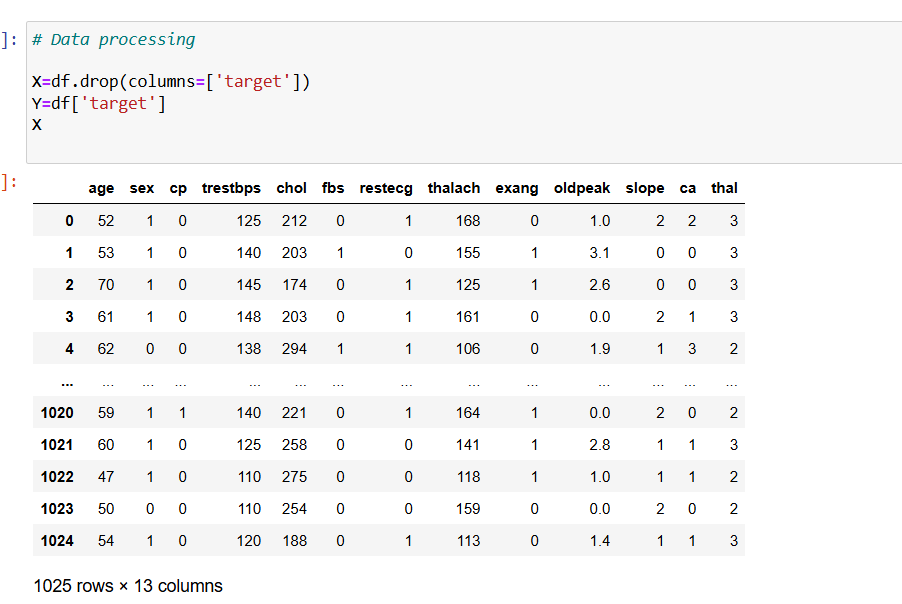 ]: # Data processing
X=df.drop(columns=['target'])
Y=df['target']
X
]:
age sex cp trestbps chol fbs restecg thalach exang oldpeak slope ca thal
0 52 1 0 125 212 0 1 168 0 1.0 2 2 3
1 53 1 0 140 203 1 0 155 1 3.1 0 0 3
2 70 1 0 145 174 0 1 125 1 2.6 0 0 3
3 61 1 0 148 203 0 1 161 0 0.0 2 1 3
4 62 0 0 138 294 1 1 106 0 1.9 1 3 2
... ... ... ... ... ... ... ... ... ... ... ... ... ...
1020 59 1 1 140 221 0 1 164 1 0.0 2 0 2
1021 60 1 0 125 258 0 0 141 1 2.8 1 1 3
1022 47 1 0 110 275 0 0 118 1 1.0 1 1 2
1023 50 0 0 110 254 0 0 159 0 0.0 2 0 2
1024 54 1 0 120 188 0 1 113 0 1.4 1 1 3
1025 rows × 13 columns